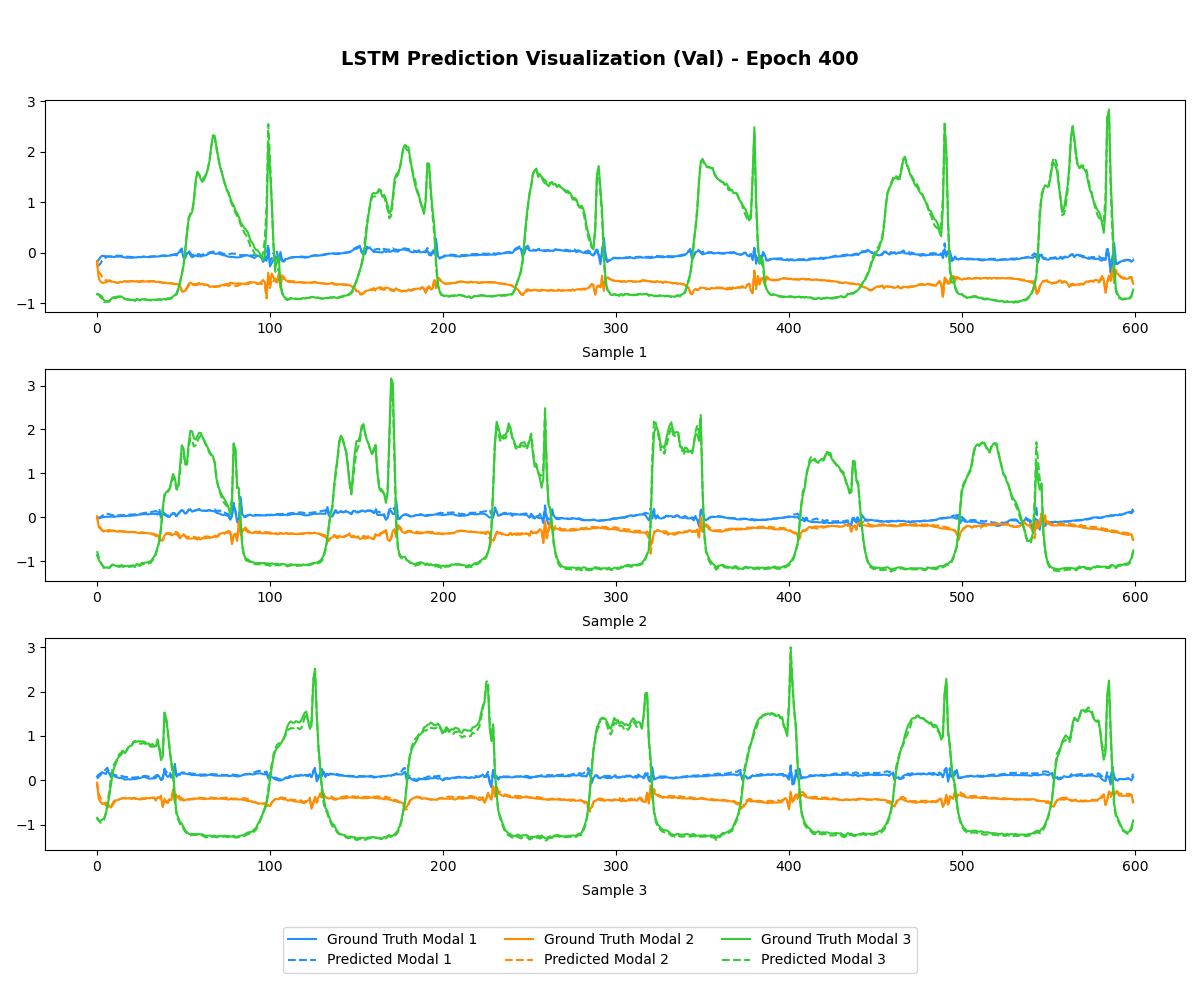 LSTM Prediction Visualization (Val) - Epoch 400
3
2
1
0
−1
0 100 200 300 400 500 600
Sample 1
3
2
1
0
−1
0 100 200 300 400 500 600
Sample 2
3
2
1
0
−1
0 100 200 300 400 500 600
Sample 3
Ground Truth Modal 1 Ground Truth Modal 2 Ground Truth Modal 3
Predicted Modal 1 Predicted Modal 2 Predicted Modal 3